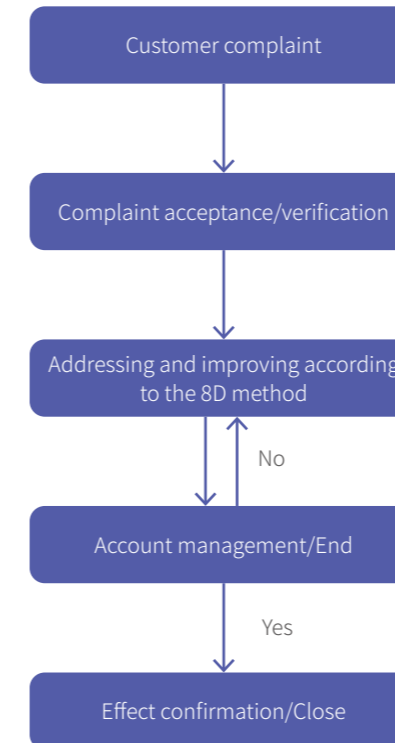 Customer complaint
Complaint acceptance/verification
Addressing and improving according
to the 8D method
No
Account management/End
Yes
Effect confirmation/Close